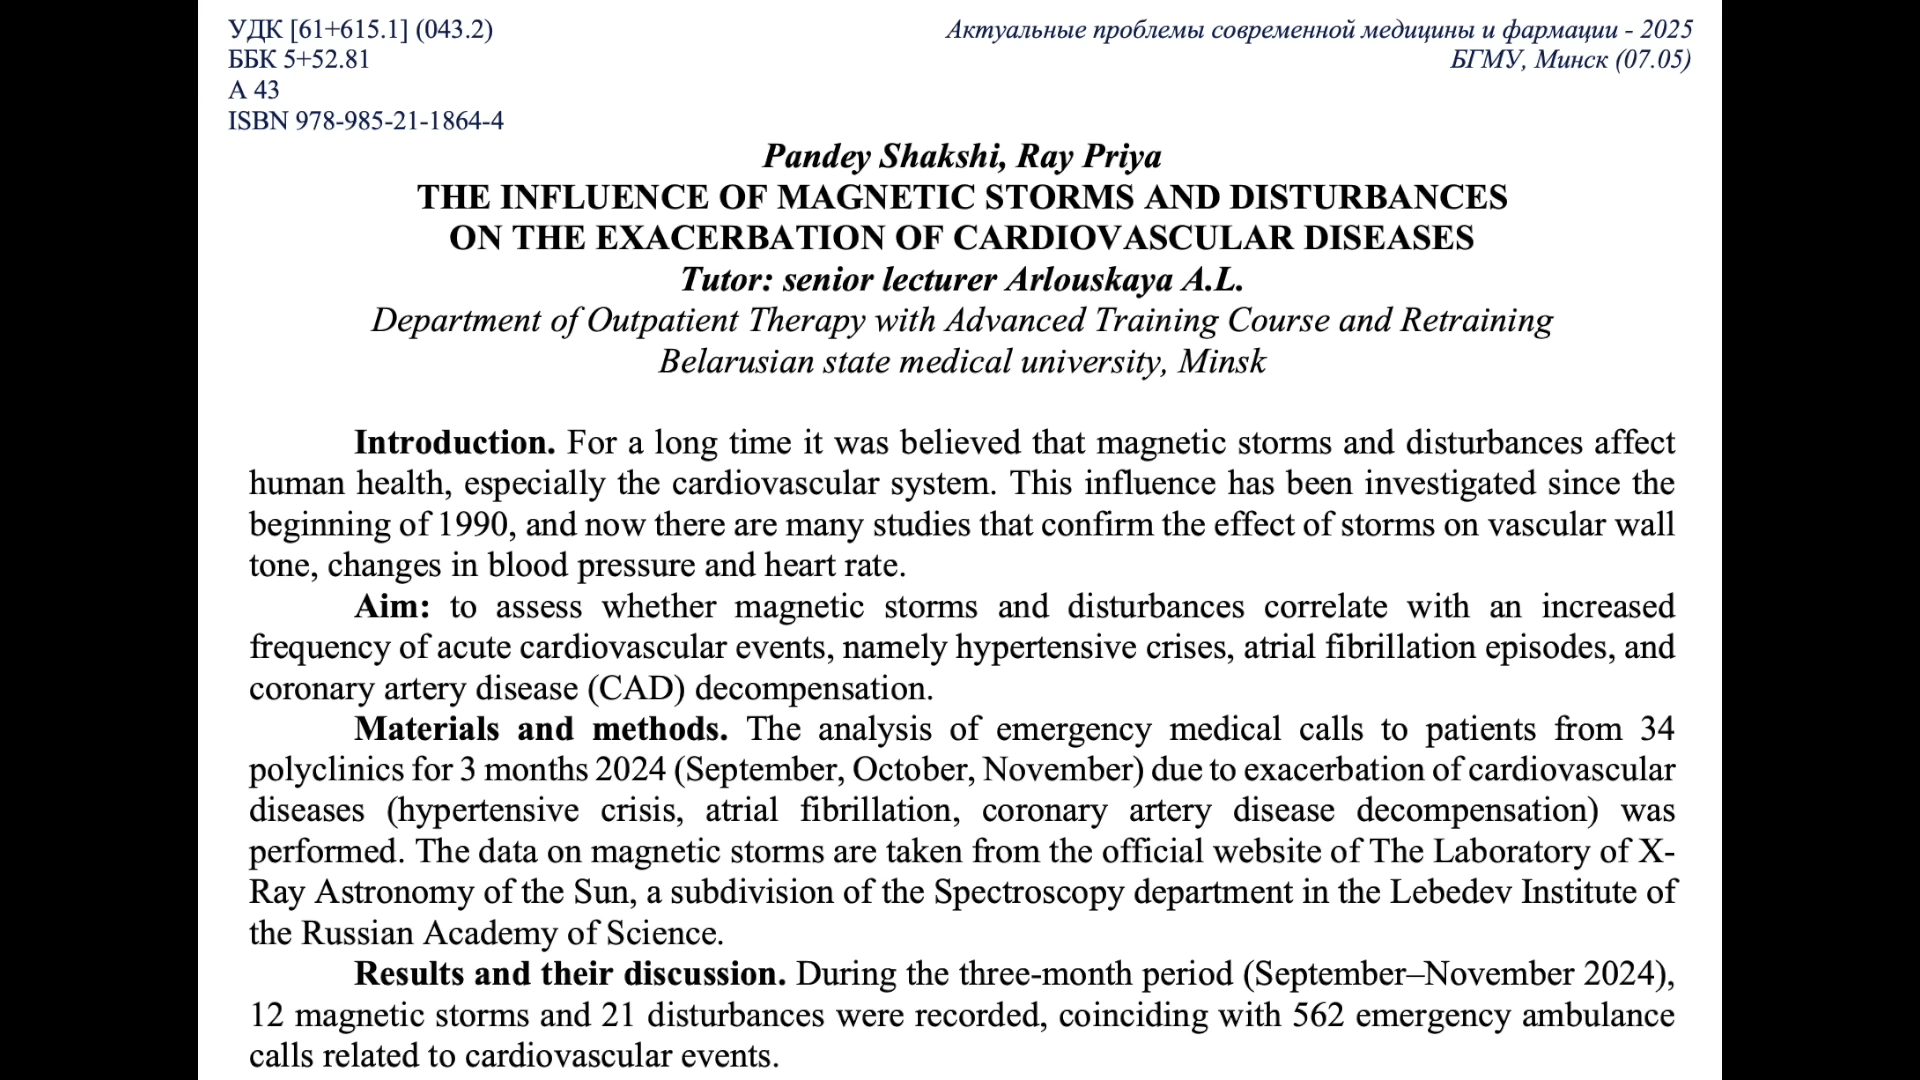 УДК [61+615.1] (043.2)
Актуальные проблемы современной медицины и фармации - 2025
ББК 5+52.81
БГМУ, Минск (07.05)
А 43
ISBN 978-985-21-1864-4
Pandey Shakshi, Ray Priya
THE INFLUENCE OF MAGNETIC STORMS AND DISTURBANCES
ON THE EXACERBATION OF CARDIOVASCULAR DISEASES
Tutor: senior lecturer Arlouskaya A.L.
Department of Outpatient Therapy with Advanced Training Course and Retraining
Belarusian state medical university, Minsk
Introduction. For a long time it was believed that magnetic storms and disturbances affect
human health, especially the cardiovascular system. This influence has been investigated since the
beginning of 1990, and now there are many studies that confirm the effect of storms on vascular wall
tone, changes in blood pressure and heart rate.
Aim: to assess whether magnetic storms and disturbances correlate with an increased
frequency of acute cardiovascular events, namely hypertensive crises, atrial fibrillation episodes, and
coronary artery disease (CAD) decompensation.
Materials and methods. The analysis of emergency medical calls to patients from 34
polyclinics for 3 months 2024 (September, October, November) due to exacerbation of cardiovascular
diseases (hypertensive crisis, atrial fibrillation, coronary artery disease decompensation) was
performed. The data on magnetic storms are taken from the official website of The Laboratory of X-
Ray Astronomy of the Sun, a subdivision of the Spectroscopy department in the Lebedev Institute of
the Russian Academy of Science.
Results and their discussion. During the three-month period (September–November 2024),
12 magnetic storms and 21 disturbances were recorded, coinciding with 562 emergency ambulance
calls related to cardiovascular events.